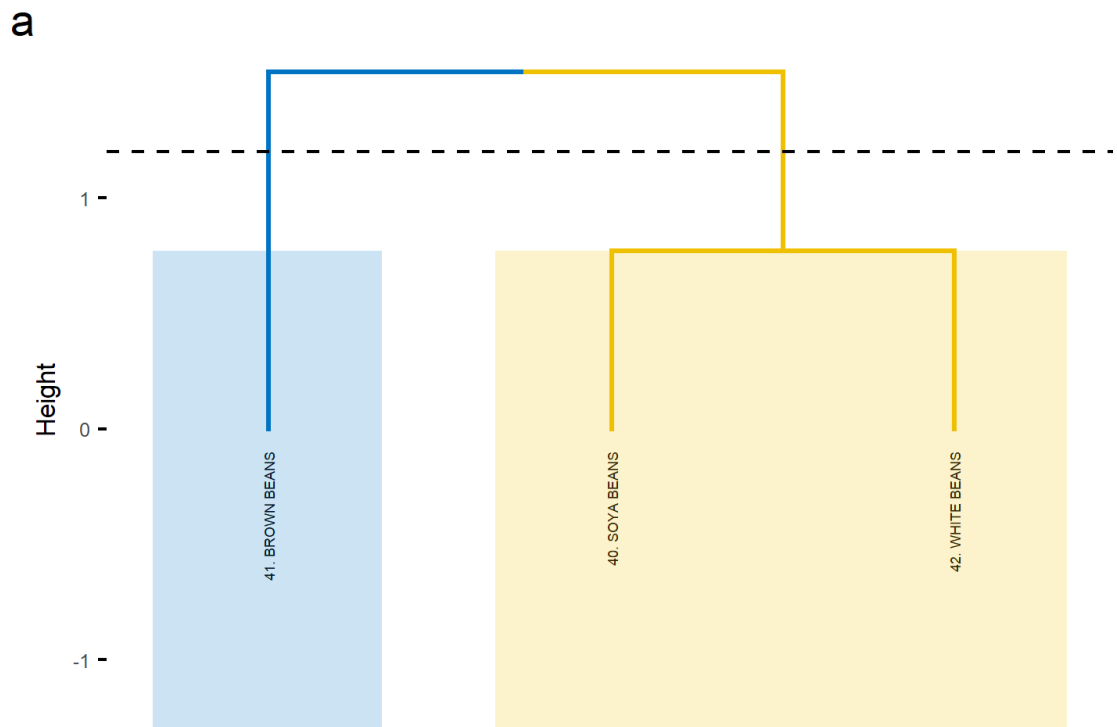 a
1
0
-1
Height
41. BROWN BEANS
40. SOYA BEANS
42. WHITE BEANS